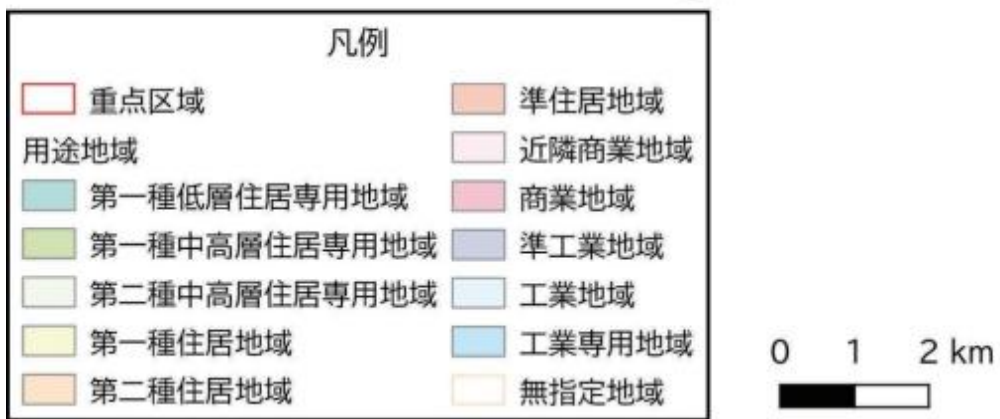 凡例
重点区域
用途地域
第一種低層住居専用地域
第一種中高層住居専用地域
第二種中高層住居専用地域
第一種住居地域
第二種住居地域
準住居地域
近隣商業地域
商業地域
準工業地域
工業地域
工業専用地域
無指定地域
0 1 2 km